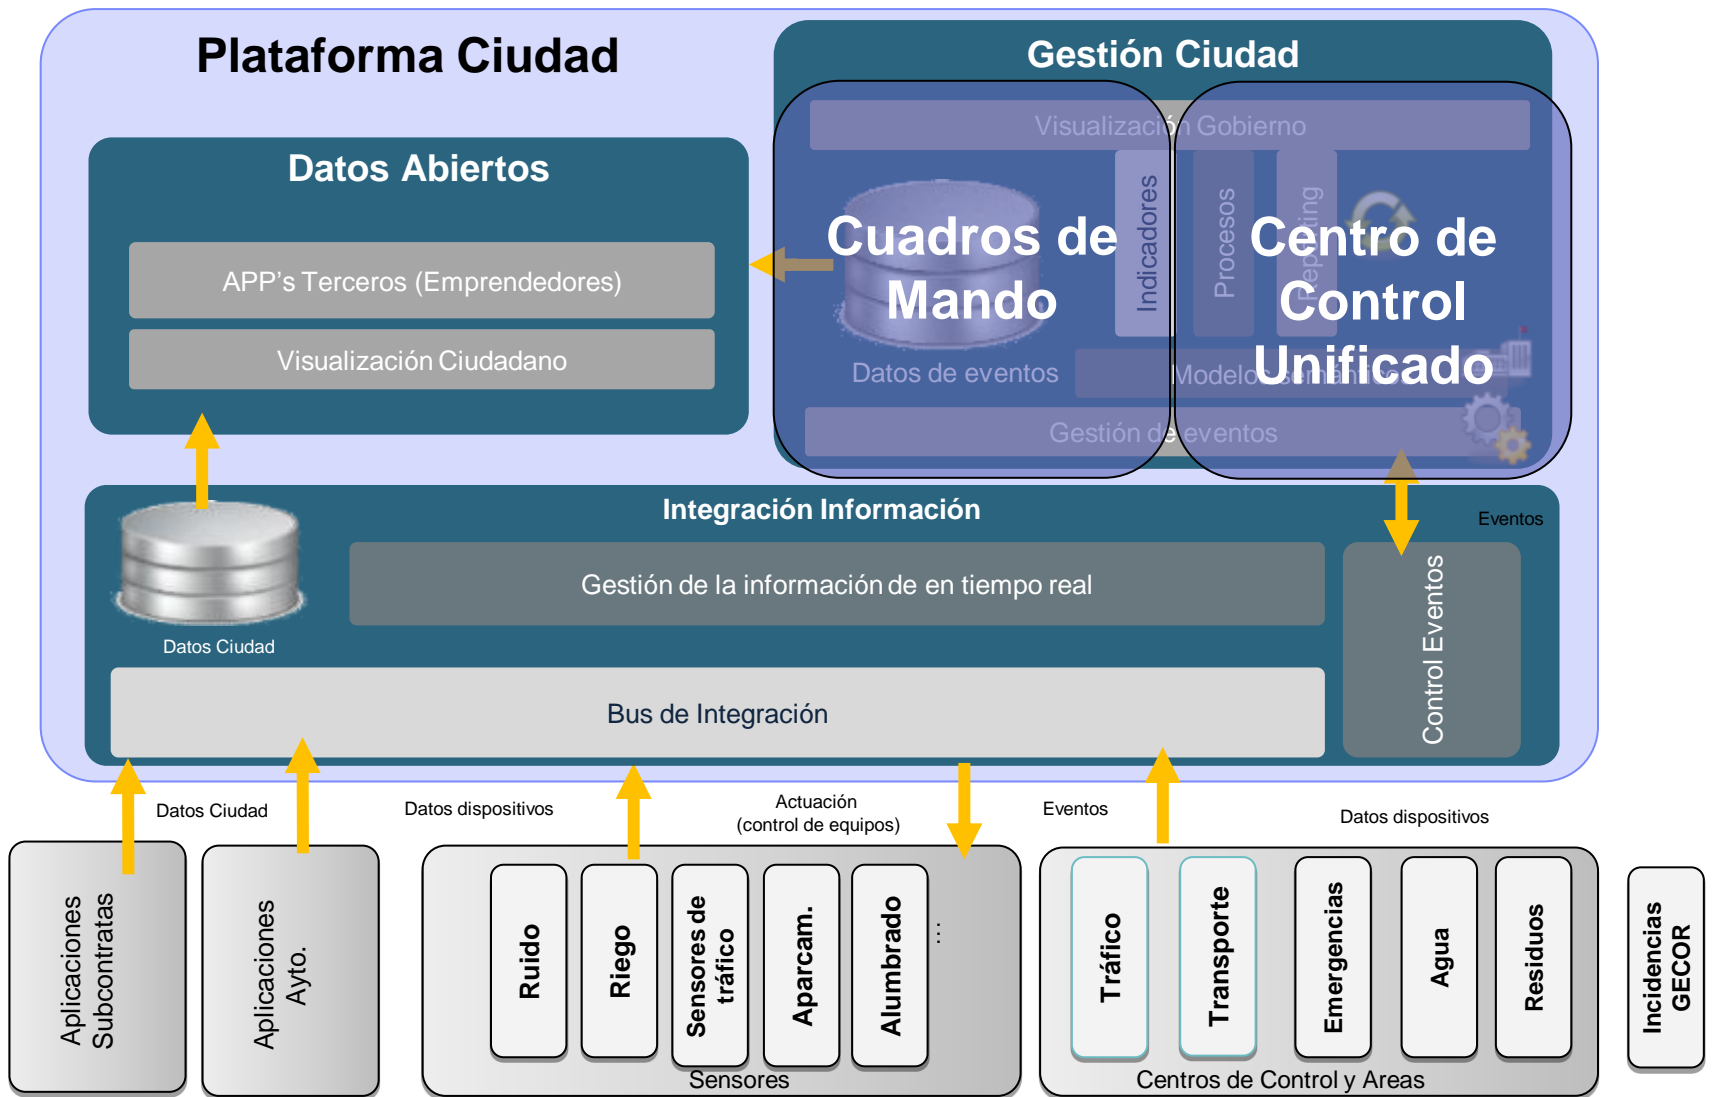 Plataforma Ciudad
Gestión Ciudad
Visualización Gobierno
Datos Abiertos
APP's Terceros (Emprendedores)
Visualización Ciudadano
Cuadros de
Mando
Indicadores
Procesos
Reporting
Centro de
Control
Unificado
Datos de eventos
Modelos semánticos
Gestión de eventos
Integración Información
Eventos
Gestión de la información de en tiempo real
Datos Ciudad
Control Eventos
Bus de Integración
Datos Ciudad
Datos dispositivos
Actuación
(control de equipos)
Eventos
Datos dispositivos
Aplicaciones
Subcontratas
Aplicaciones
Ayto.
Ruido
Riego
Sensores de
tráfico
Aparcam.
Alumbrado
...
Sensores
Tráfico
Transporte
Emergencias
Agua
Residuos
Centros de Control y Areas
Incidencias
GECOR